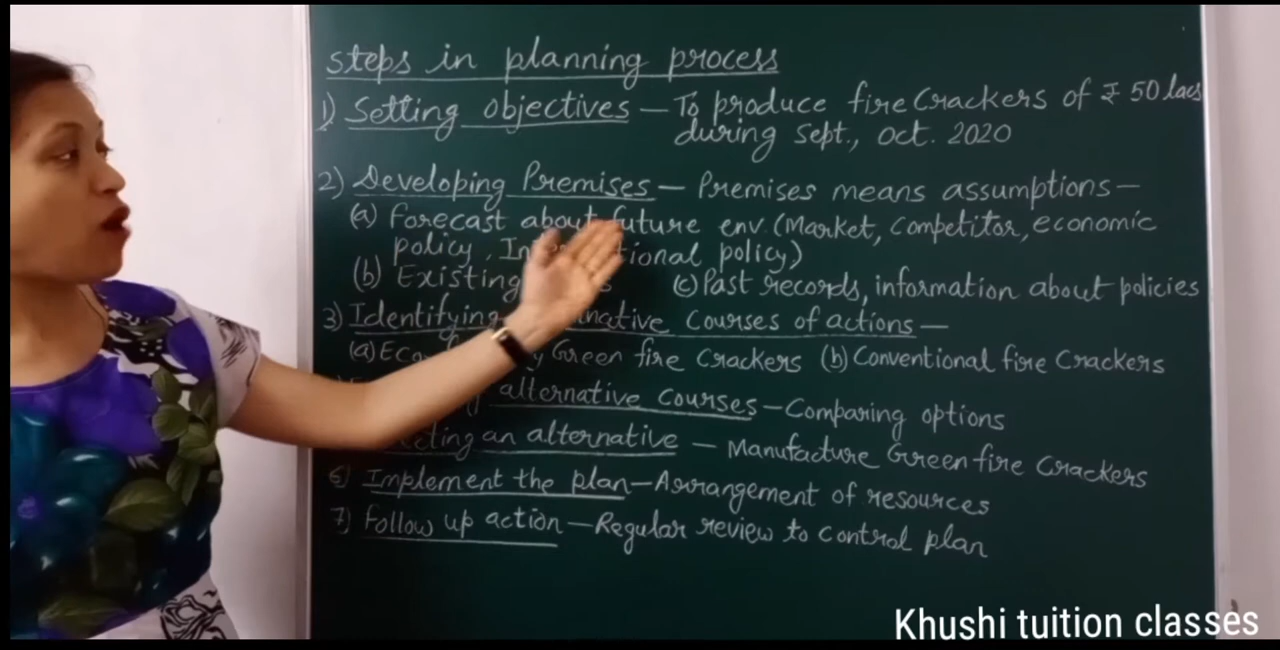 steps in planning process
1) Setting objectives — To produce fire Crackers of ₹ 50 lacs
during Sept., Oct. 2020
2) Developing Premises — Premises means assumptions —
(a) Forecast about future env. (Market, Competitor, economic
policy, policy)
(b) Existing (c) Past records, information about policies
3) Identifying Courses of actions —
(a) Green fire Crackers (b) Conventional fire Crackers
alternative courses — Comparing options
an alternative — Manufacture Green fire Crackers
6) Implement the plan — Arrangement of resources
7) Follow up action — Regular review to control plan
Khushi tuition classes